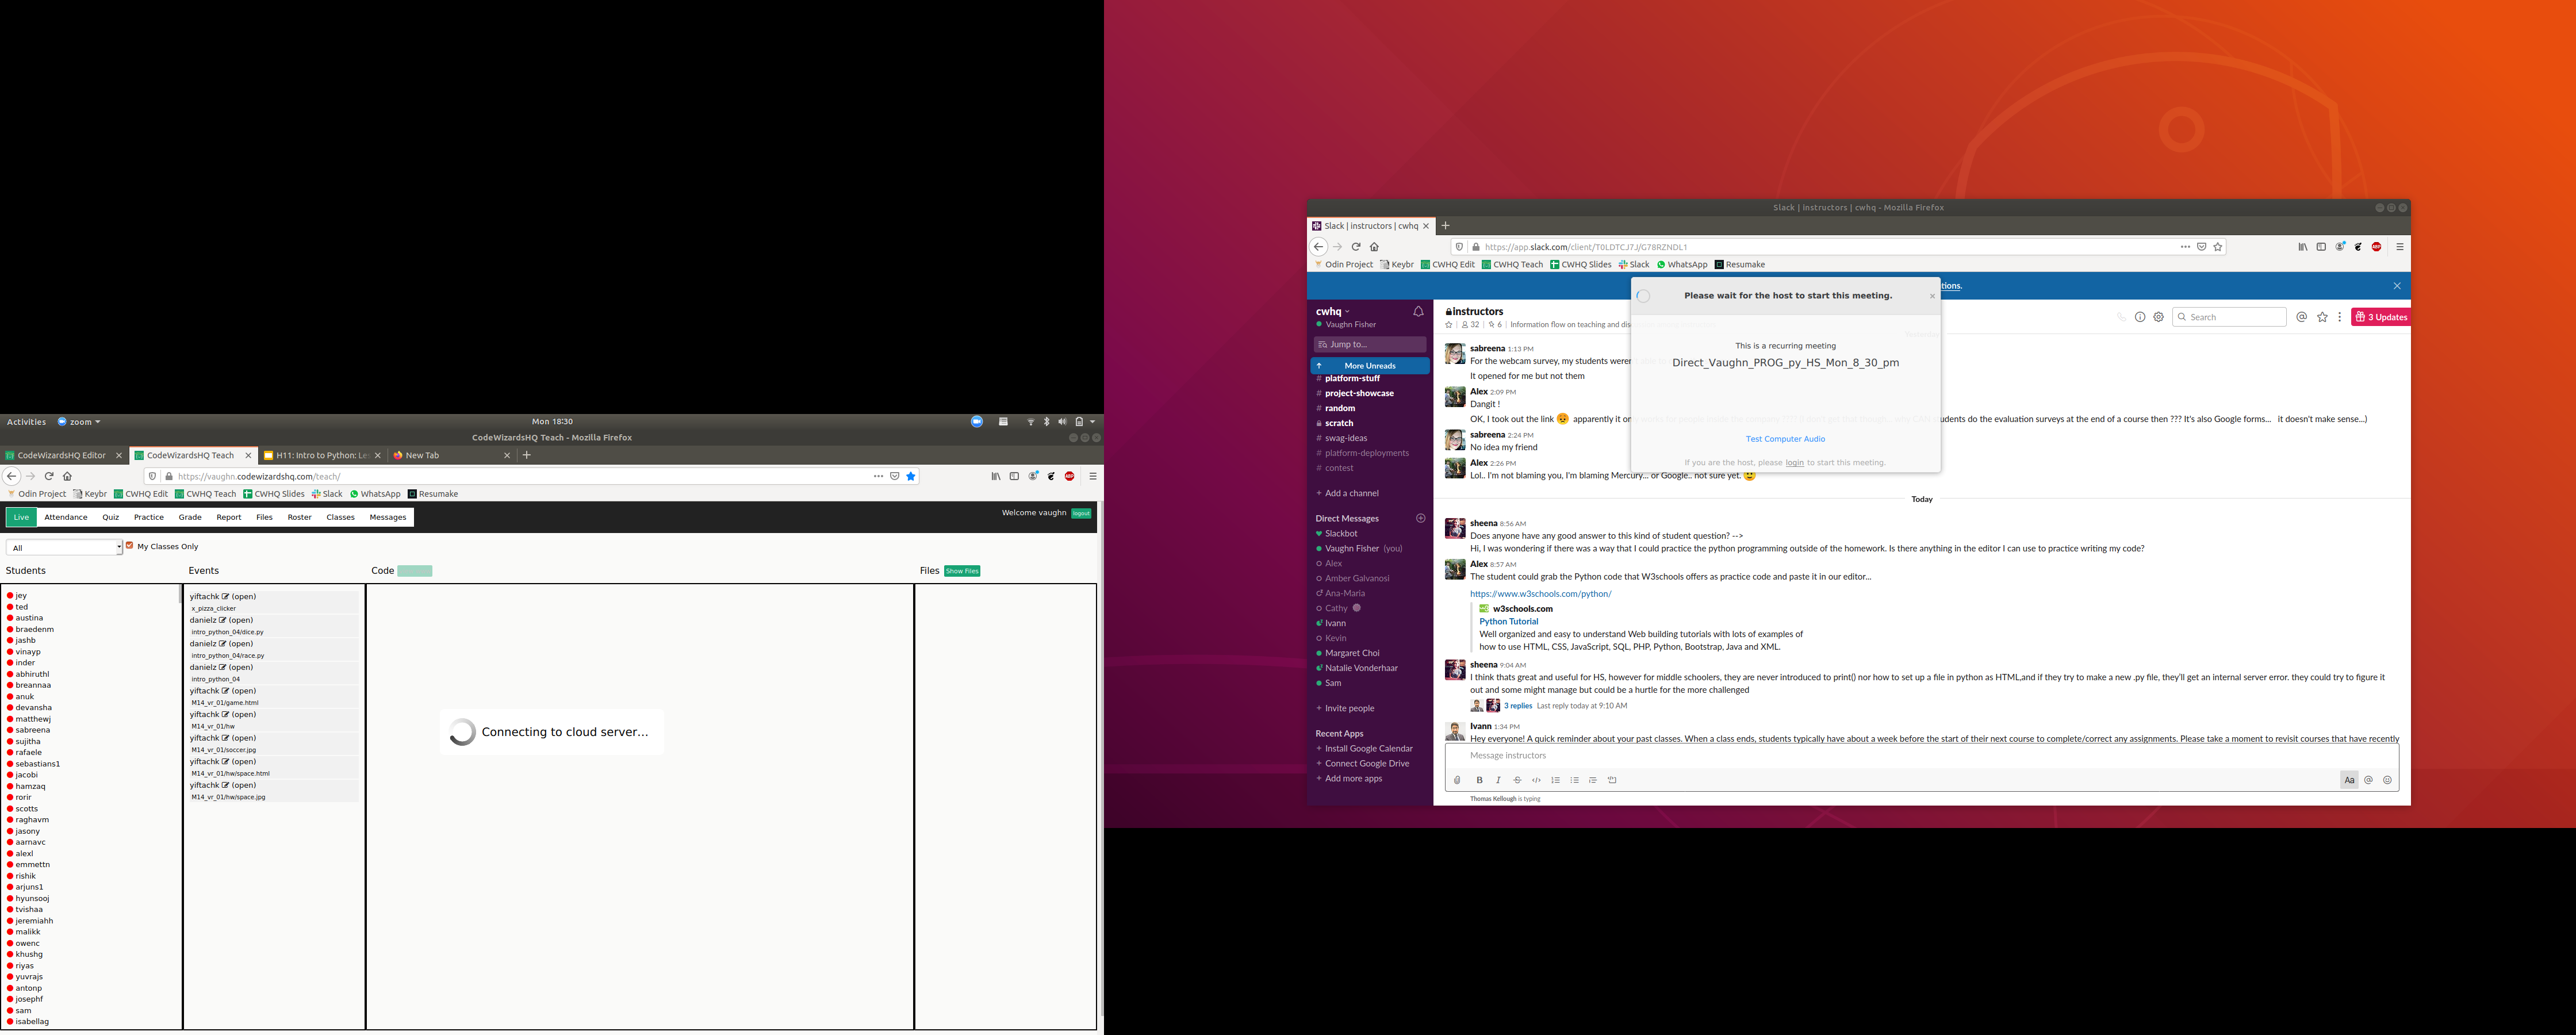 Activities
zoom
Mon 18:30
CodeWizardsHQ Teach - Mozilla Firefox
CodeWizardsHQ Editor
CodeWizardsHQ Teach
H11: Intro to Python: Le
New Tab
https://vaughn.codewizardshq.com/teach/
Odin Project
Keybr
CWHQ Edit
CWHQ Teach
CWHQ Slides
Slack
WhatsApp
Resumake
Live
Attendance
Quiz
Practice
Grade
Report
Files
Roster
Classes
Messages
Welcome vaughn
logout
All
My Classes Only
Students
Events
Code
Files
Show Files
jey
ted
austina
braedenm
jashb
vinayp
inder
abhiruthl
breannaa
anuk
devansha
matthewj
sabreena
sujitha
rafaele
sebastians1
jacobi
hamzaq
rorir
scotts
raghavm
jasony
aarnavc
alexl
emmettn
rishik
arjuns1
hyunsooj
tvishaa
jeremiahh
malikk
owenc
khushg
riyas
yuvrajs
antonp
josephf
sam
isabellag
yiftachk (open)
x_pizza_clicker
danielz (open)
intro_python_04/dice.py
danielz (open)
intro_python_04/race.py
danielz (open)
intro_python_04
yiftachk (open)
M14_vr_01/game.html
yiftachk (open)
M14_vr_01/hw
yiftachk (open)
M14_vr_01/soccer.jpg
yiftachk (open)
M14_vr_01/hw/space.html
yiftachk (open)
M14_vr_01/hw/space.jpg
Connecting to cloud server...
Slack | instructors | cwhq - Mozilla Firefox
Slack | instructors | cwhq
https://app.slack.com/client/T0LDTCJ7J/G78RZNDL1
Odin Project
Keybr
CWHQ Edit
CWHQ Teach
CWHQ Slides
Slack
WhatsApp
Resumake
tions.
cwhq
Vaughn Fisher
Jump to...
More Unreads
# platform-stuff
# project-showcase
# random
scratch
# swag-ideas
# platform-deployments
# contest
+ Add a channel
Direct Messages
Slackbot
Vaughn Fisher (you)
Alex
Amber Galvanosi
Ana-Maria
Cathy
Ivann
Kevin
Margaret Choi
Natalie Vonderhaar
Sam
+ Invite people
Recent Apps
+ Install Google Calendar
+ Connect Google Drive
+ Add more apps
instructors
32 | 6 | Information flow on teaching and dis
Search
3 Updates
sabreena 1:13 PM
For the webcam survey, my students weren
It opened for me but not them
Alex 2:09 PM
Dangit !
OK, I took out the link apparently it on
udents do the evaluation surveys at the end of a course then ??? It's also Google forms... it doesn't make sense...)
sabreena 2:24 PM
No idea my friend
Alex 2:26 PM
Lol.. I'm not blaming you, I'm blaming Mercury... or Google.. not sure yet.
Please wait for the host to start this meeting.
This is a recurring meeting
Direct_Vaughn_PROG_py_HS_Mon_8_30_pm
Test Computer Audio
If you are the host, please login to start this meeting.
Today
sheena 8:56 AM
Does anyone have any good answer to this kind of student question? -->
Hi, I was wondering if there was a way that I could practice the python programming outside of the homework. Is there anything in the editor I can use to practice writing my code?
Alex 8:57 AM
The student could grab the Python code that W3schools offers as practice code and paste it in our editor...
https://www.w3schools.com/python/
w3schools.com
Python Tutorial
Well organized and easy to understand Web building tutorials with lots of examples of
how to use HTML, CSS, JavaScript, SQL, PHP, Python, Bootstrap, Java and XML.
sheena 9:04 AM
I think thats great and useful for HS, however for middle schoolers, they are never introduced to print() nor how to set up a file in python as HTML,and if they try to make a new .py file, they'll get an internal server error. they could try to figure it
out and some might manage but could be a hurtle for the more challenged
3 replies Last reply today at 9:10 AM
Ivann 1:34 PM
Hey everyone! A quick reminder about your past classes. When a class ends, students typically have about a week before the start of their next course to complete/correct any assignments. Please take a moment to revisit courses that have recently
Message instructors
Aa
Thomas Kellough is typing